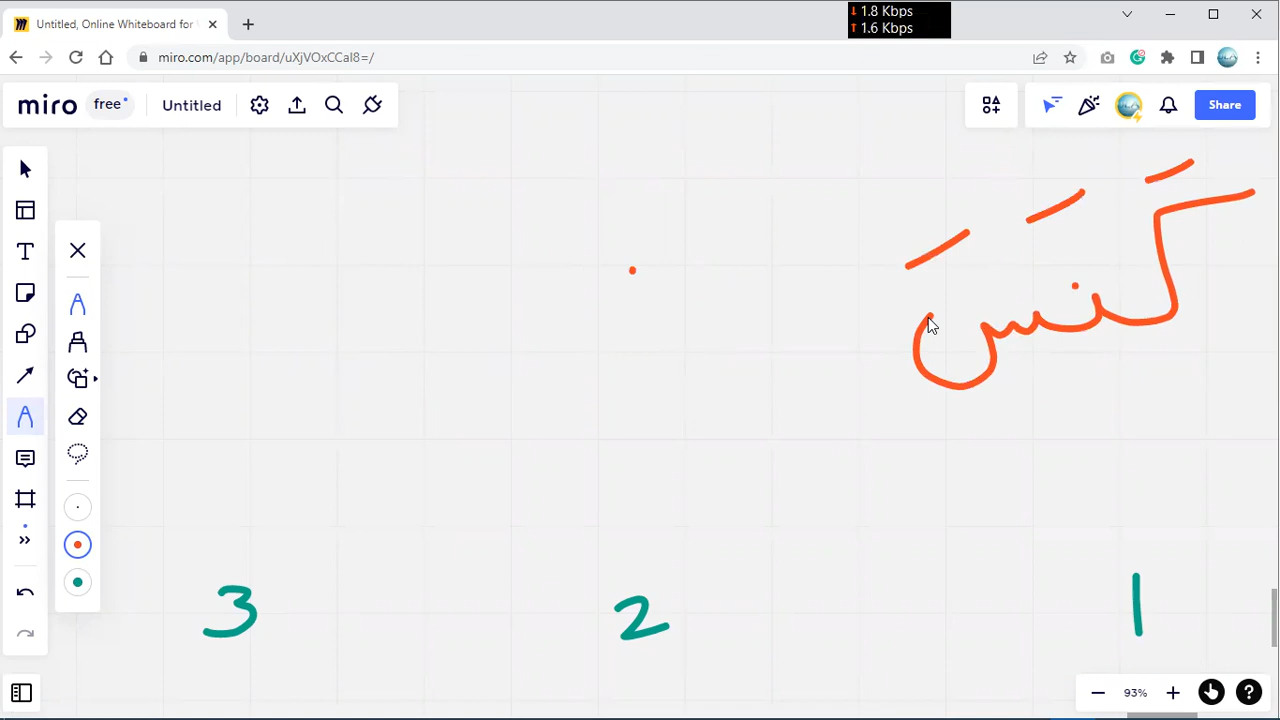 1.8 Kbps
1.6 Kbps
Untitled, Online Whiteboard for
miro.com/app/board/uXjVOxCCaI8=/
miro free Untitled Share
كَنَسَ
3 2 1
93%